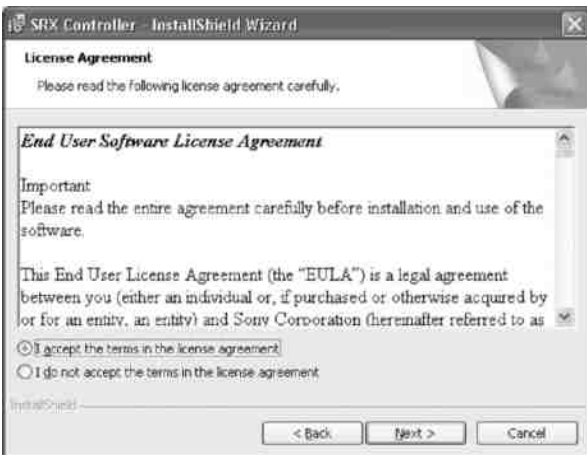 SRX Controller - InstallShield Wizard
License Agreement
Please read the following license agreement carefully.
End User Software License Agreement
Important
Please read the entire agreement carefully before installation and use of the
software.
This End User License Agreement (the "EULA") is a legal agreement
between you (either an individual or, if purchased or otherwise acquired by
or for an entity, an entity) and Sony Corporation (hereinafter referred to as
I accept the terms in the license agreement
I do not accept the terms in the license agreement
InstallShield
< Back
Next >
Cancel